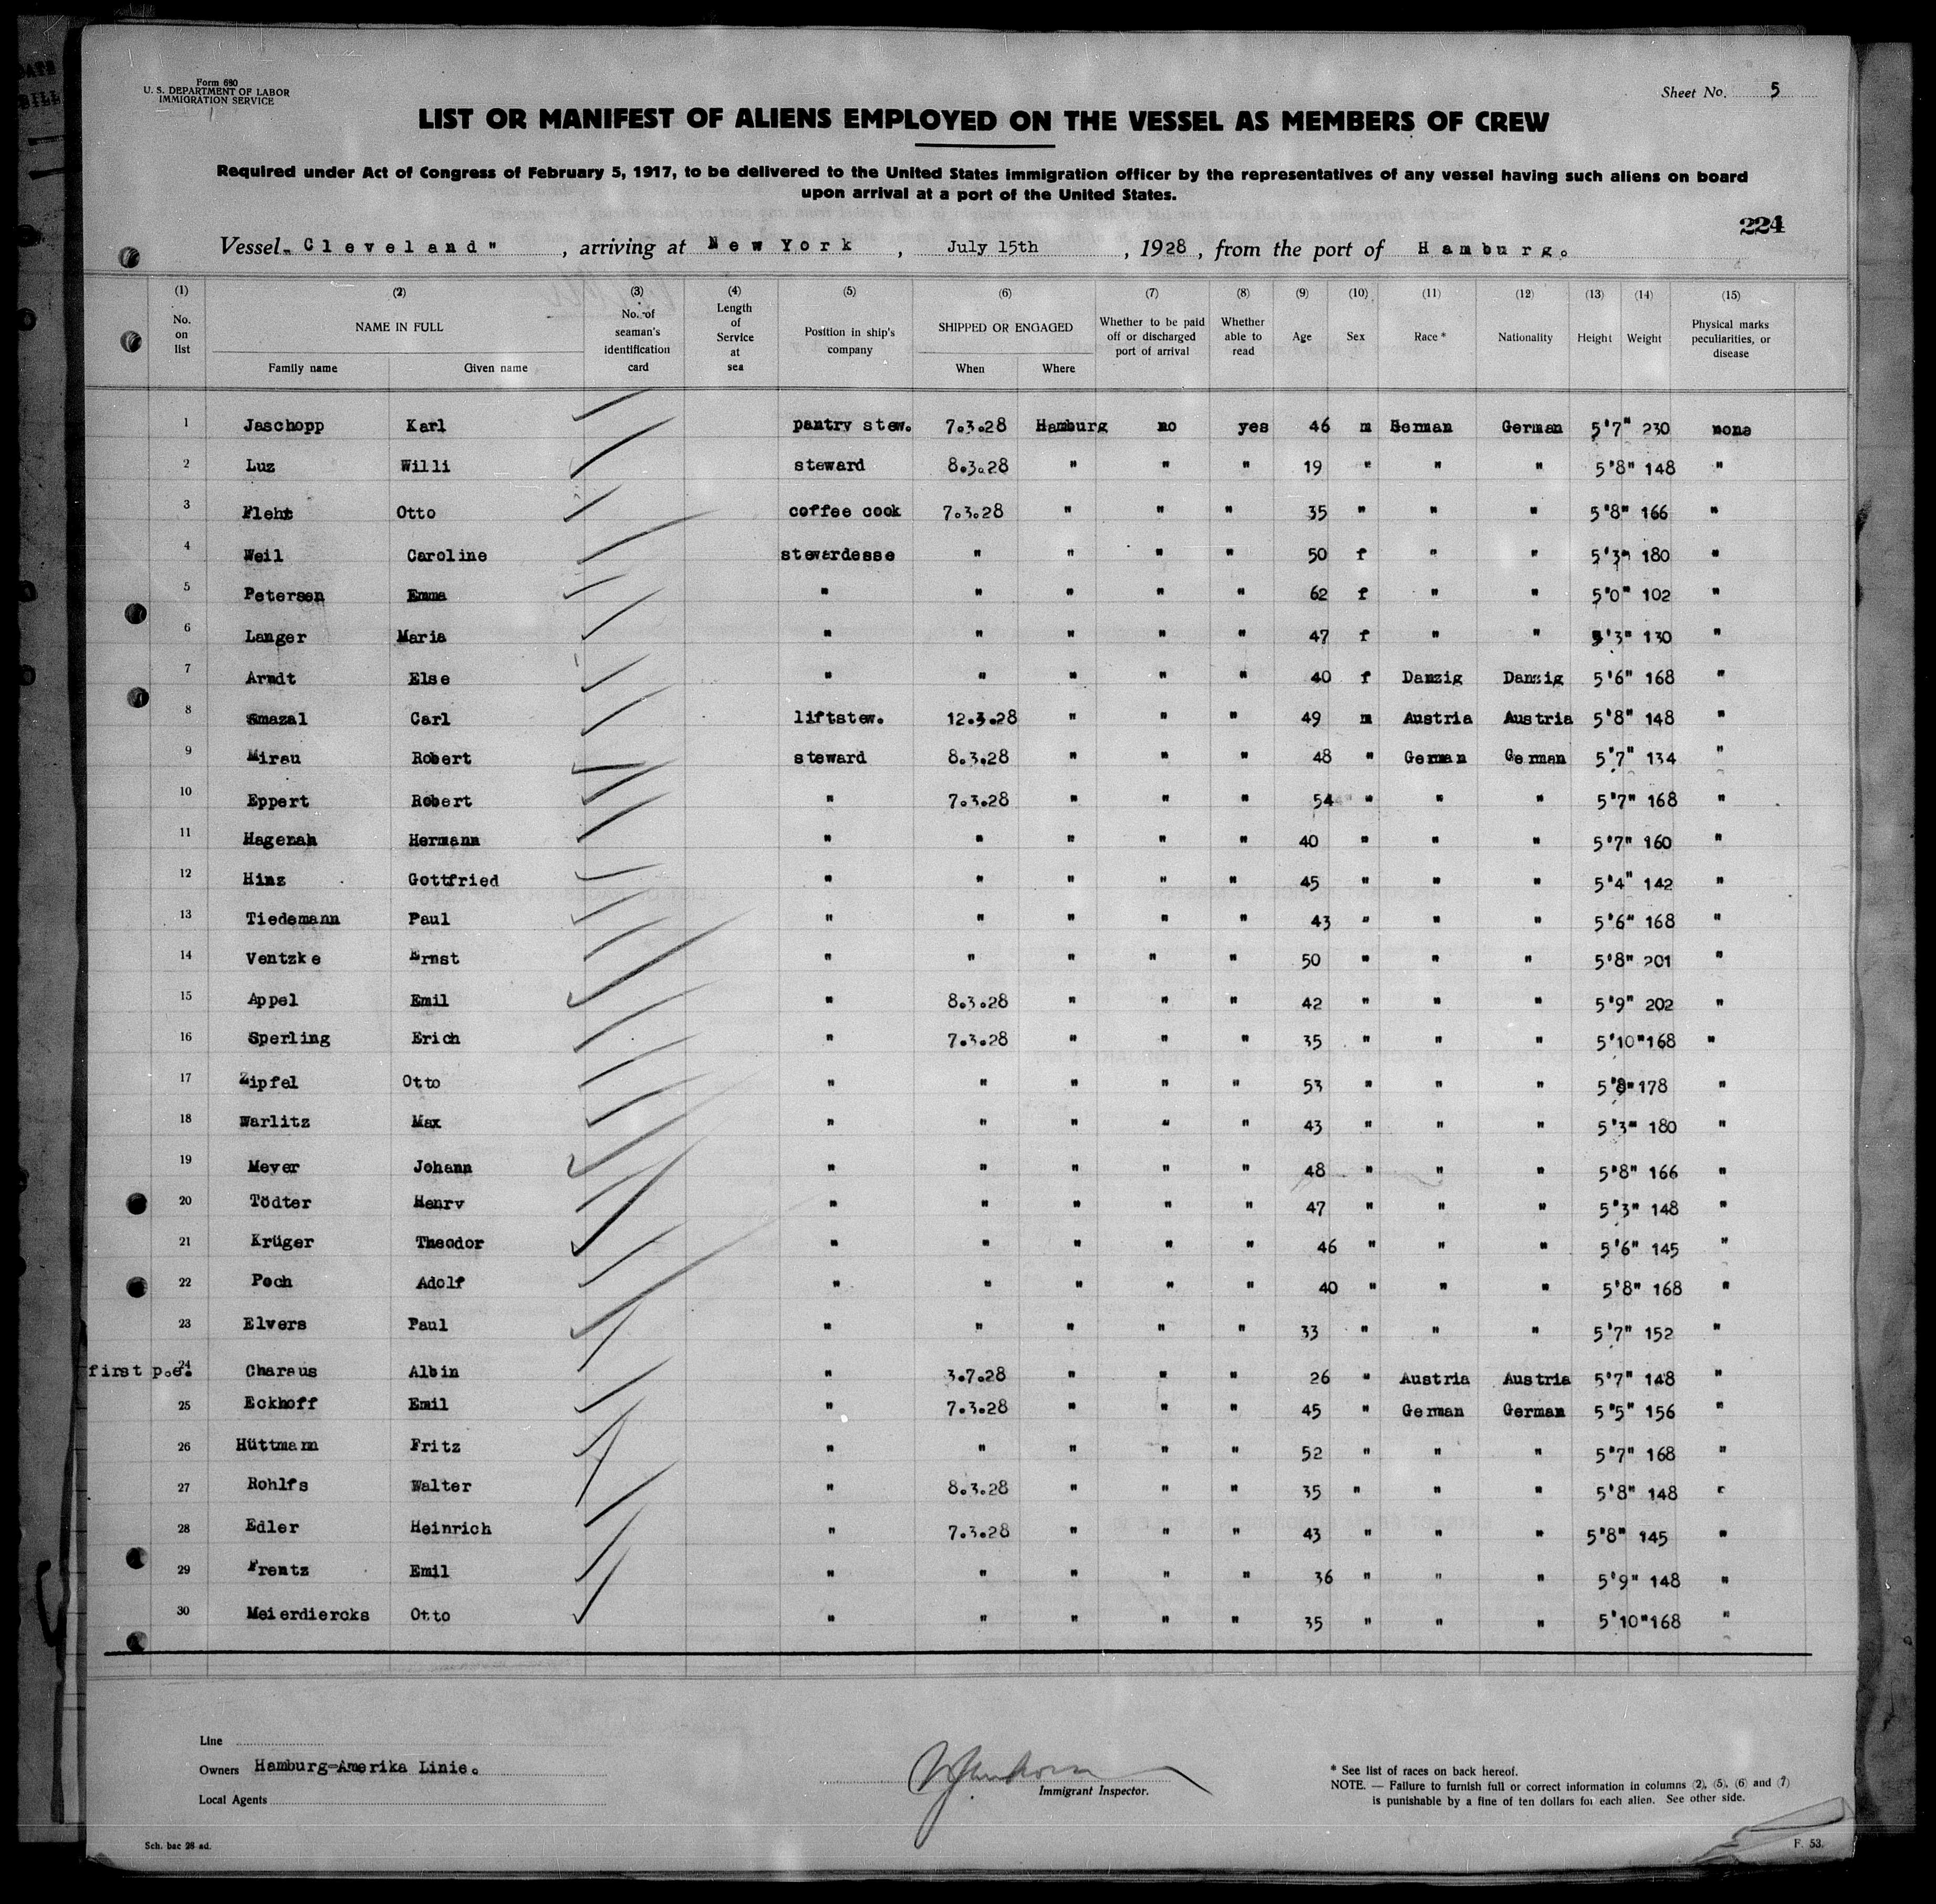 Form 680
U. S. DEPARTMENT OF LABOR
IMMIGRATION SERVICE
Sheet No. 5
LIST OR MANIFEST OF ALIENS EMPLOYED ON THE VESSEL AS MEMBERS OF CREW
Required under Act of Congress of February 5, 1917, to be delivered to the United States immigration officer by the representatives of any vessel having such aliens on board
upon arrival at a port of the United States.
224
Vessel "Cleveland", arriving at New York, July 15th, 1928, from the port of Hamburg.
(1) (2) (3) (4) (5) (6) (7) (8) (9) (10) (11) (12) (13) (14) (15)
No. on list NAME IN FULL Family name Given name No. of seaman's identification card Length of Service at sea Position in ship's company SHIPPED OR ENGAGED When Where Whether to be paid off or discharged port of arrival Whether able to read Age Sex Race * Nationality Height Weight Physical marks peculiarities, or disease
1 Jaschopp Karl pantry stew. 7.3.28 Hamburg no yes 46 m German German 5'7" 230 none
2 Luz Willi steward 8.3.28 " " " 19 " " " 5'8" 148 "
3 Fleht Otto coffee cook 7.3.28 " " " 35 " " " 5'8" 166 "
4 Weil Caroline stewardesse " " " " 50 f " " 5'3" 180 "
5 Petersen Emma " " " " " 62 f " " 5'0" 102 "
6 Langer Maria " " " " " 47 f " " 5'3" 130 "
7 Arndt Else " " " " " 40 f Danzig Danzig 5'6" 168 "
8 Smazal Carl liftstew. 12.3.28 " " " 49 m Austria Austria 5'8" 148 "
9 Mirau Robert steward 8.3.28 " " " 48 " German German 5'7" 134 "
10 Eppert Robert " 7.3.28 " " " 54 " " " 5'7" 168 "
11 Hagenah Hermann " " " " " 40 " " " 5'7" 160 "
12 Hinz Gottfried " " " " " 45 " " " 5'4" 142 "
13 Tiedemann Paul " " " " " 43 " " " 5'6" 168 "
14 Ventzke Ernst " " " " " 50 " " " 5'8" 201 "
15 Appel Emil " 8.3.28 " " " 42 " " " 5'9" 202 "
16 Sperling Erich " 7.3.28 " " " 35 " " " 5'10" 168 "
17 Zipfel Otto " " " " " 53 " " " 5'8" 178 "
18 Warlitz Max " " " " " 43 " " " 5'3" 180 "
19 Meyer Johann " " " " " 48 " " " 5'8" 166 "
20 Tödter Henry " " " " " 47 " " " 5'3" 148 "
21 Krüger Theodor " " " " " 46 " " " 5'6" 145 "
22 Poch Adolf " " " " " 40 " " " 5'8" 168 "
23 Elvers Paul " " " " " 33 " " " 5'7" 152 "
first p.e. 24 Charaus Albin " 3.7.28 " " " 26 " Austria Austria 5'7" 148 "
25 Eckhoff Emil " 7.3.28 " " " 45 " German German 5'5" 156 "
26 Hüttmann Fritz " " " " " 52 " " " 5'7" 168 "
27 Rohlfs Walter " 8.3.28 " " " 35 " " " 5'8" 148 "
28 Edler Heinrich " 7.3.28 " " " 43 " " " 5'8" 145 "
29 Frentz Emil " " " " " 36 " " " 5'9" 148 "
30 Meierdiercks Otto " " " " " 35 " " " 5'10" 168 "
Line
Owners Hamburg-Amerika Linie.
Local Agents
Immigrant Inspector.
* See list of races on back hereof.
NOTE. — Failure to furnish full or correct information in columns (2), (5), (6) and (7)
is punishable by a fine of ten dollars for each alien. See other side.
Sch. bac 28 ad.
F. 53.